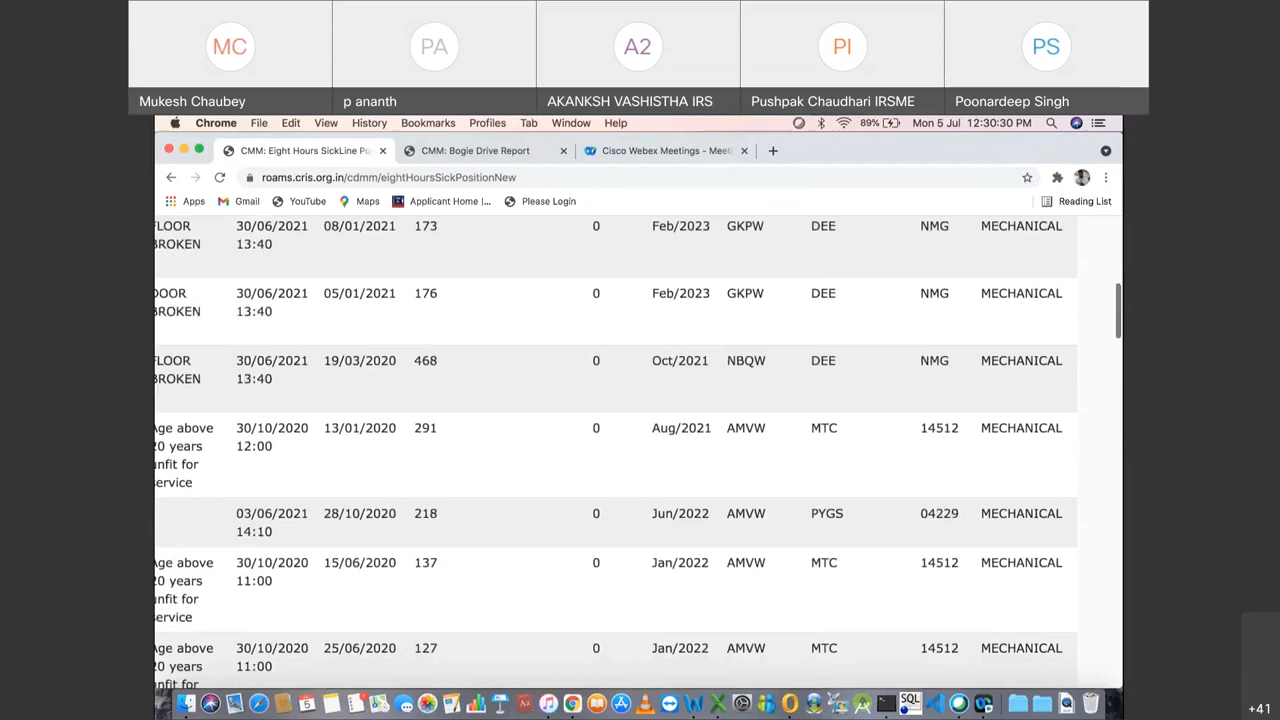 MC PA A2 PI PS
Mukesh Chaubey p ananth AKANKSH VASHISTHA IRS Pushpak Chaudhari IRSME Poonardeep Singh
Chrome File Edit View History Bookmarks Profiles Tab Window Help 89% Mon 5 Jul 12:30:30 PM
CMM: Eight Hours SickLine Po CMM: Bogie Drive Report Cisco Webex Meetings - Meet
roams.cris.org.in/cdmm/eightHoursSickPositionNew
Apps Gmail YouTube Maps Applicant Home |... Please Login Reading List
FLOOR 30/06/2021 08/01/2021 173 0 Feb/2023 GKPW DEE NMG MECHANICAL
BROKEN 13:40
DOOR 30/06/2021 05/01/2021 176 0 Feb/2023 GKPW DEE NMG MECHANICAL
BROKEN 13:40
FLOOR 30/06/2021 19/03/2020 468 0 Oct/2021 NBQW DEE NMG MECHANICAL
BROKEN 13:40
Age above 30/10/2020 13/01/2020 291 0 Aug/2021 AMVW MTC 14512 MECHANICAL
20 years 12:00
unfit for
service
03/06/2021 28/10/2020 218 0 Jun/2022 AMVW PYGS 04229 MECHANICAL
14:10
Age above 30/10/2020 15/06/2020 137 0 Jan/2022 AMVW MTC 14512 MECHANICAL
20 years 11:00
unfit for
service
Age above 30/10/2020 25/06/2020 127 0 Jan/2022 AMVW MTC 14512 MECHANICAL
20 years 11:00
unfit for
5 SQL
+41